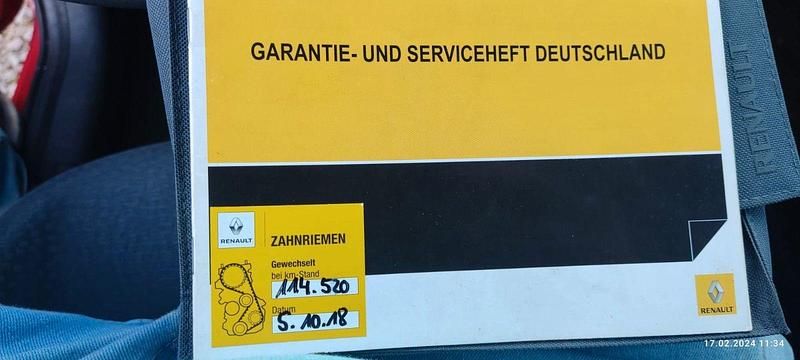 GARANTIE- UND SERVICEHEFT DEUTSCHLAND
RENAULT
RENAULT
ZAHNRIEMEN
Gewechselt
bei km-Stand
114.520
Datum
5.10.18
RENAULT
17.02.2024 11:34